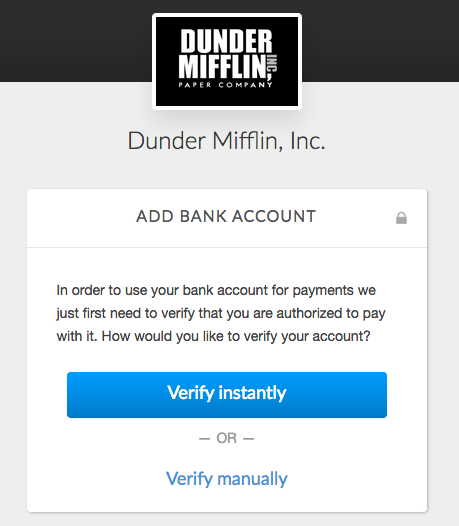 DUNDER
MIFFLIN, INC
PAPER COMPANY
Dunder Mifflin, Inc.
ADD BANK ACCOUNT
In order to use your bank account for payments we
just first need to verify that you are authorized to pay
with it. How would you like to verify your account?
Verify instantly
— OR —
Verify manually